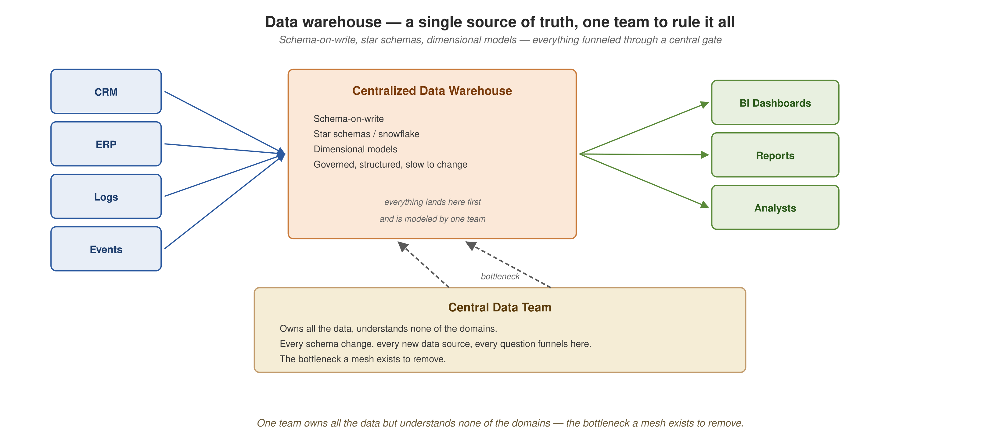 Data warehouse — a single source of truth, one team to rule it all
Schema-on-write, star schemas, dimensional models — everything funneled through a central gate
CRM
ERP
Logs
Events
Centralized Data Warehouse
Schema-on-write
Star schemas / snowflake
Dimensional models
Governed, structured, slow to change
everything lands here first
and is modeled by one team
BI Dashboards
Reports
Analysts
bottleneck
Central Data Team
Owns all the data, understands none of the domains.
Every schema change, every new data source, every question funnels here.
The bottleneck a mesh exists to remove.
One team owns all the data but understands none of the domains — the bottleneck a mesh exists to remove.